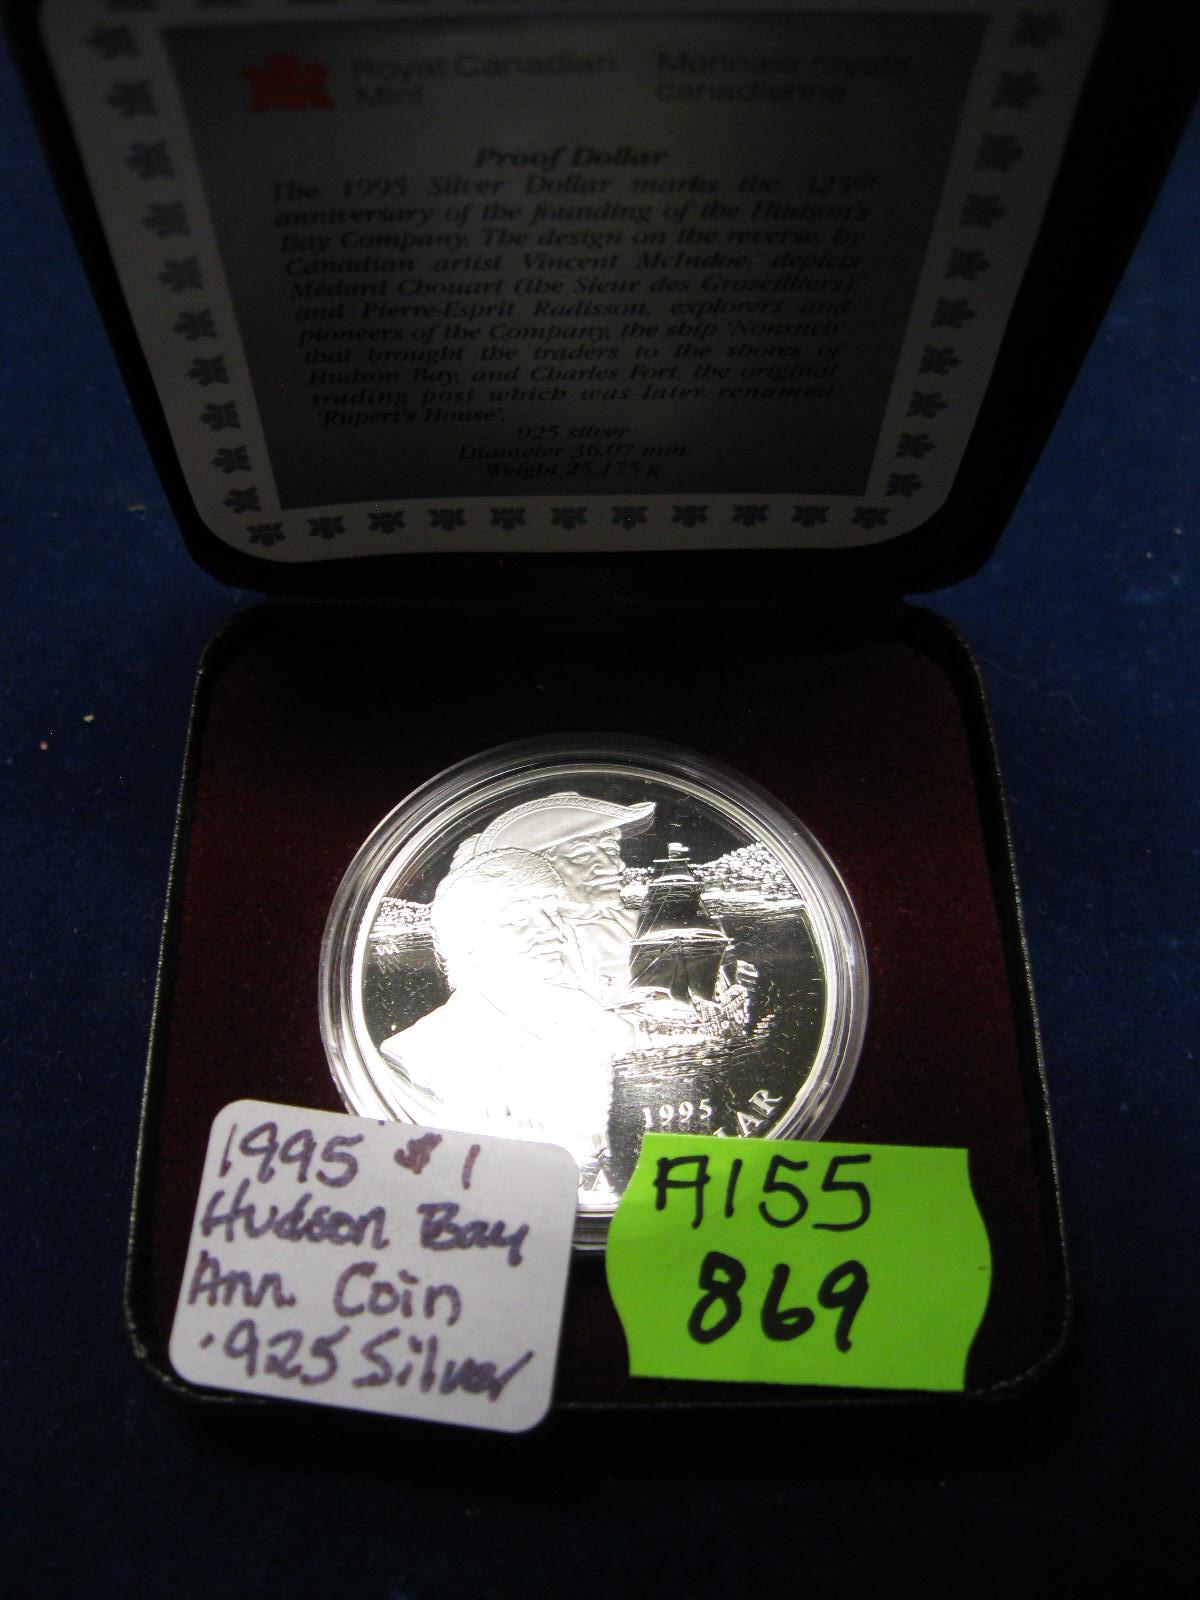 Royal Canadian Mint
Monnaie royale canadienne
Proof Dollar
The 1995 Silver Dollar marks the 325th
anniversary of the founding of the Hudson's
Bay Company. The design on the reverse, by
Canadian artist Vincent McIndoe, depicts
Médard Chouart (the Sieur des Groseilliers)
and Pierre-Esprit Radisson, explorers and
pioneers of the Company, the ship 'Nonsuch'
that brought the traders to the shores of
Hudson Bay, and Charles Fort, the original
trading post which was later renamed
'Rupert's House'.
925 silver
Diameter 36.07 mm
Weight 25.175 g
1995
LAR
1995 $1
Hudson Bay
Ann. Coin
.925 Silver
A155
869